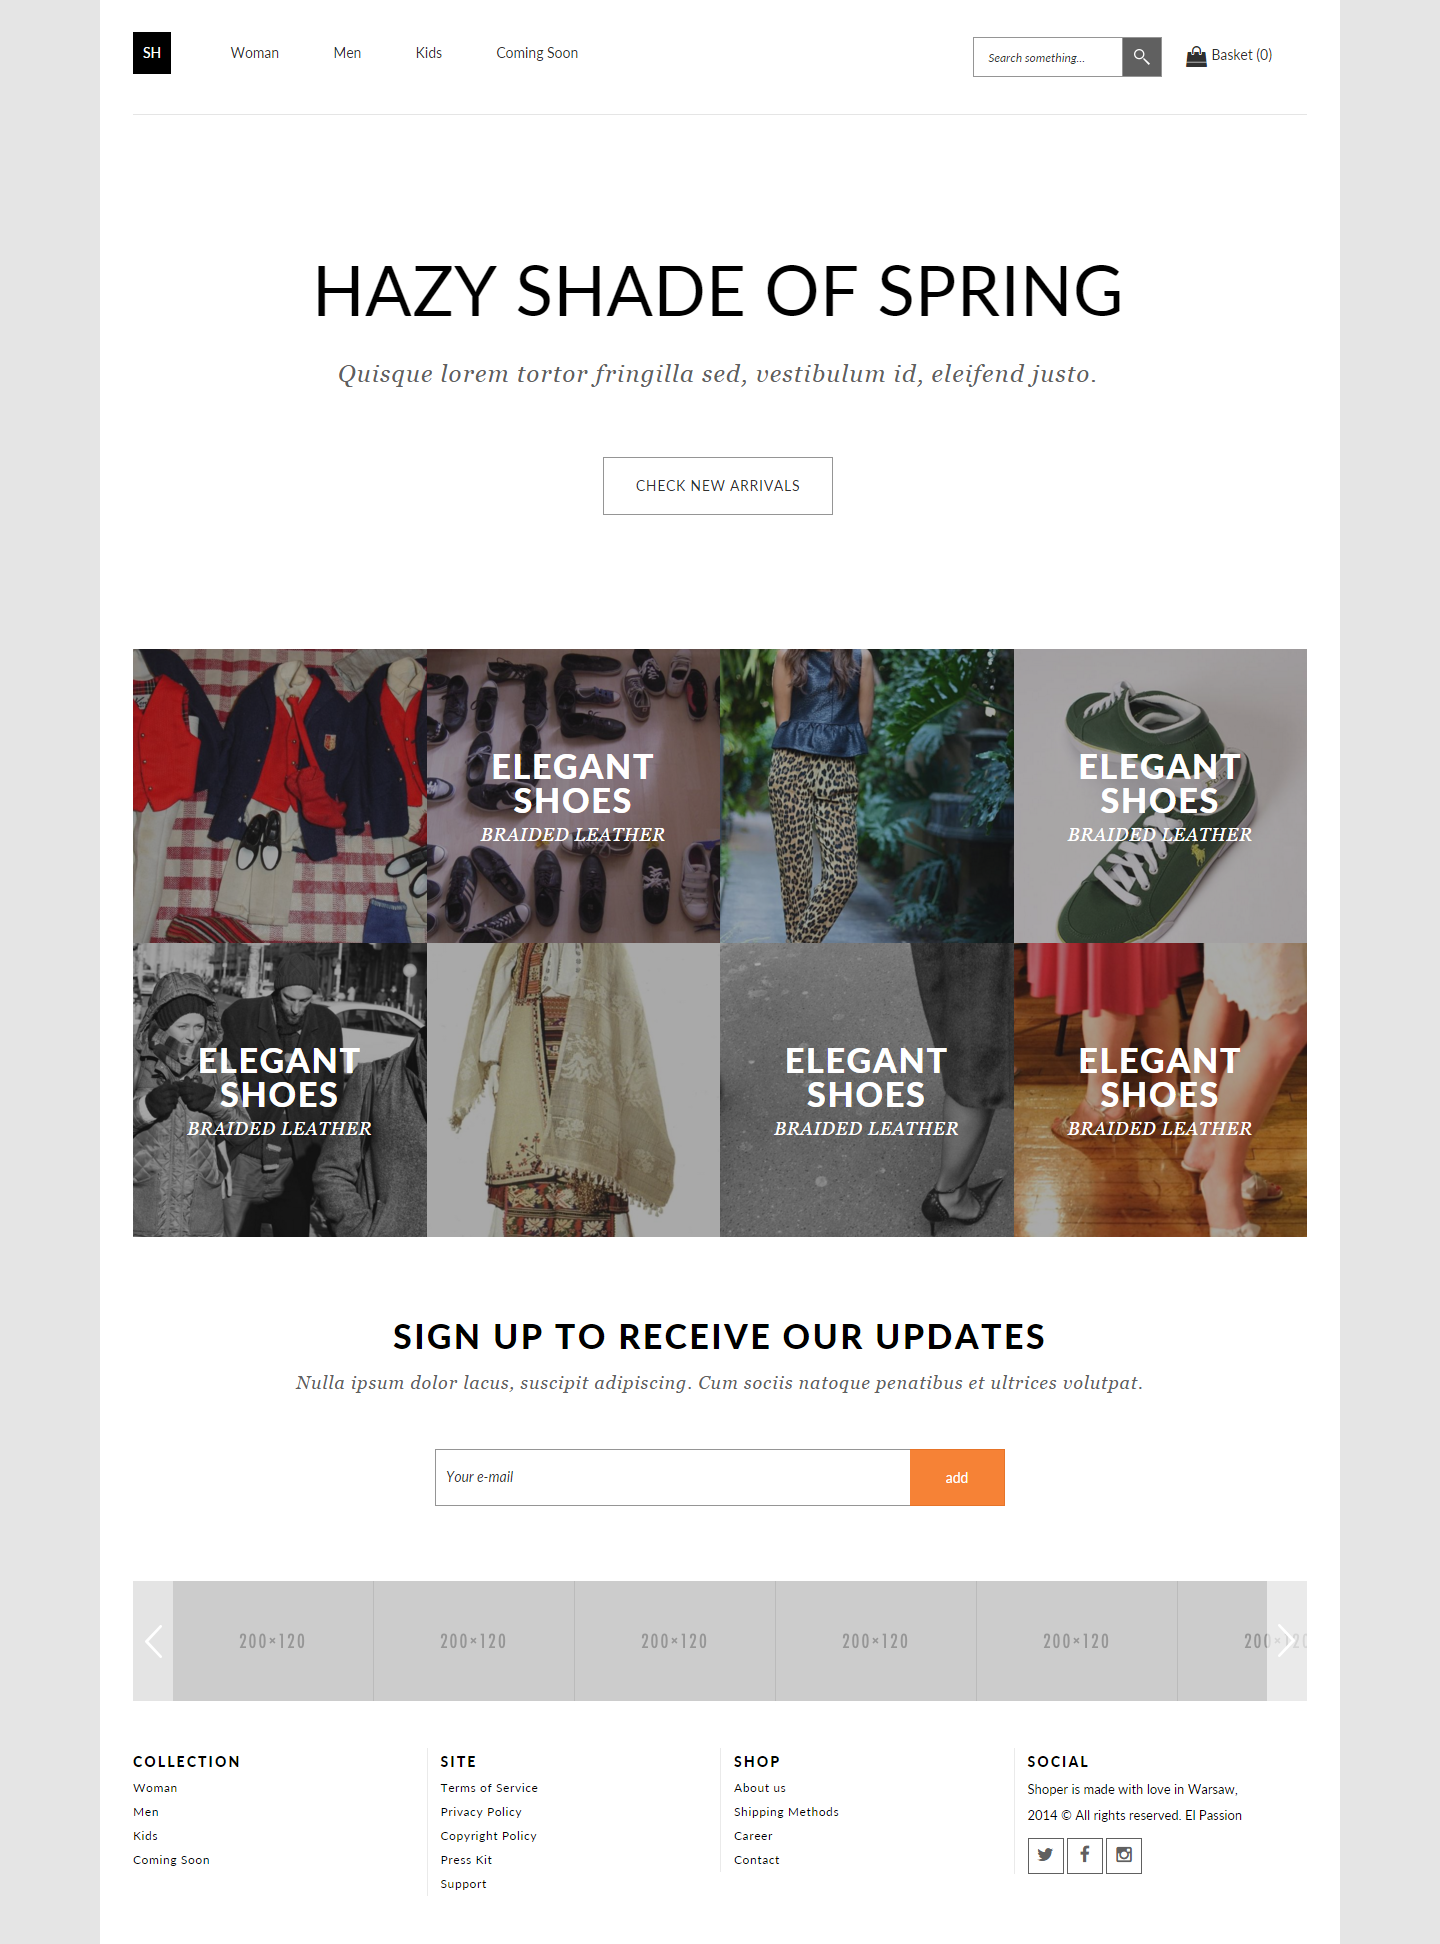 SH
Woman
Men
Kids
Coming Soon
Search something...
Basket (0)
HAZY SHADE OF SPRING
Quisque lorem tortor fringilla sed, vestibulum id, eleifend justo.
CHECK NEW ARRIVALS
ELEGANT
SHOES
BRAIDED LEATHER
ELEGANT
SHOES
BRAIDED LEATHER
ELEGANT
SHOES
BRAIDED LEATHER
ELEGANT
SHOES
BRAIDED LEATHER
ELEGANT
SHOES
BRAIDED LEATHER
SIGN UP TO RECEIVE OUR UPDATES
Nulla ipsum dolor lacus, suscipit adipiscing. Cum sociis natoque penatibus et ultrices volutpat.
Your e-mail
add
200×120
200×120
200×120
200×120
200×120
200×120
COLLECTION
Woman
Men
Kids
Coming Soon
SITE
Terms of Service
Privacy Policy
Copyright Policy
Press Kit
Support
SHOP
About us
Shipping Methods
Career
Contact
SOCIAL
Shoper is made with love in Warsaw,
2014 © All rights reserved. El Passion